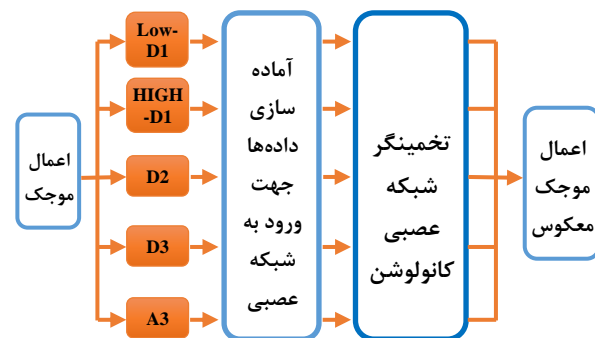 اعمال
موجک
Low-
D1
HIGH
-D1
D2
D3
A3
آماده
سازی
داده‌ها
جهت
ورود به
شبکه
عصبی
تخمینگر
شبکه
عصبی
کانولوشن
اعمال
موجک
معکوس